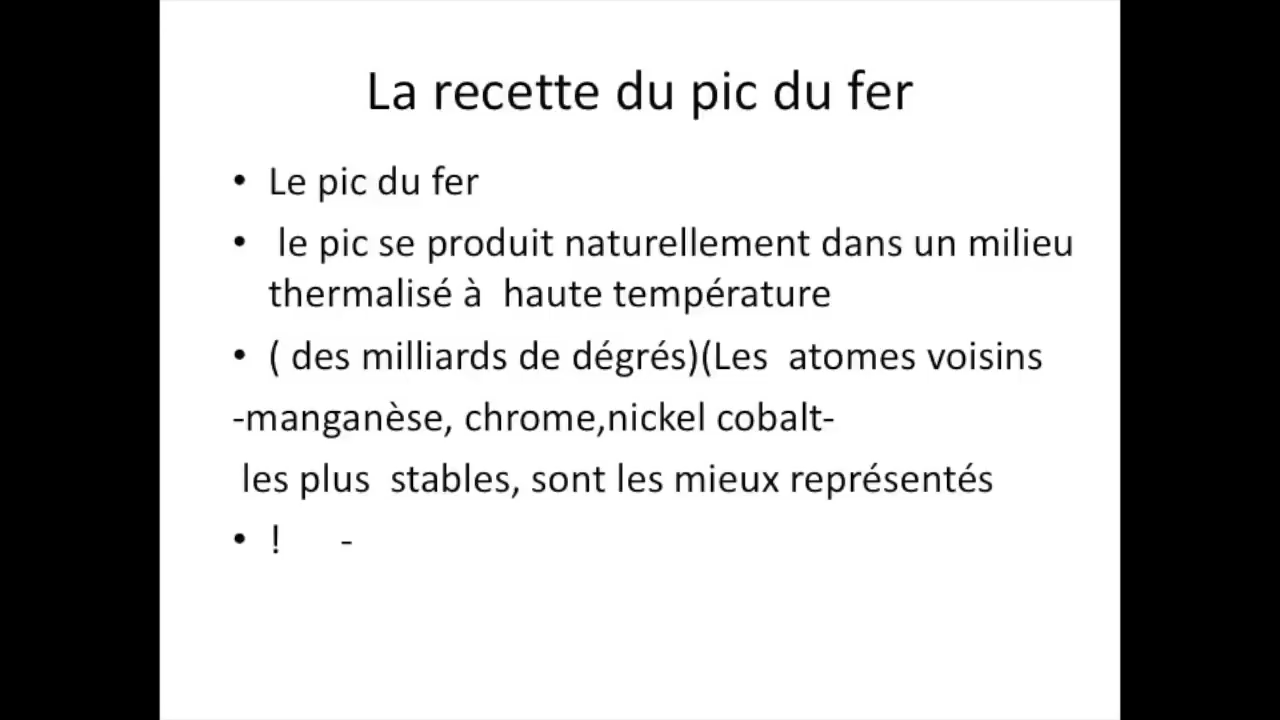 La recette du pic du fer
• Le pic du fer
• le pic se produit naturellement dans un milieu
thermalisé à haute température
• ( des milliards de dégrés)(Les atomes voisins
-manganèse, chrome,nickel cobalt-
les plus stables, sont les mieux représentés
• ! -